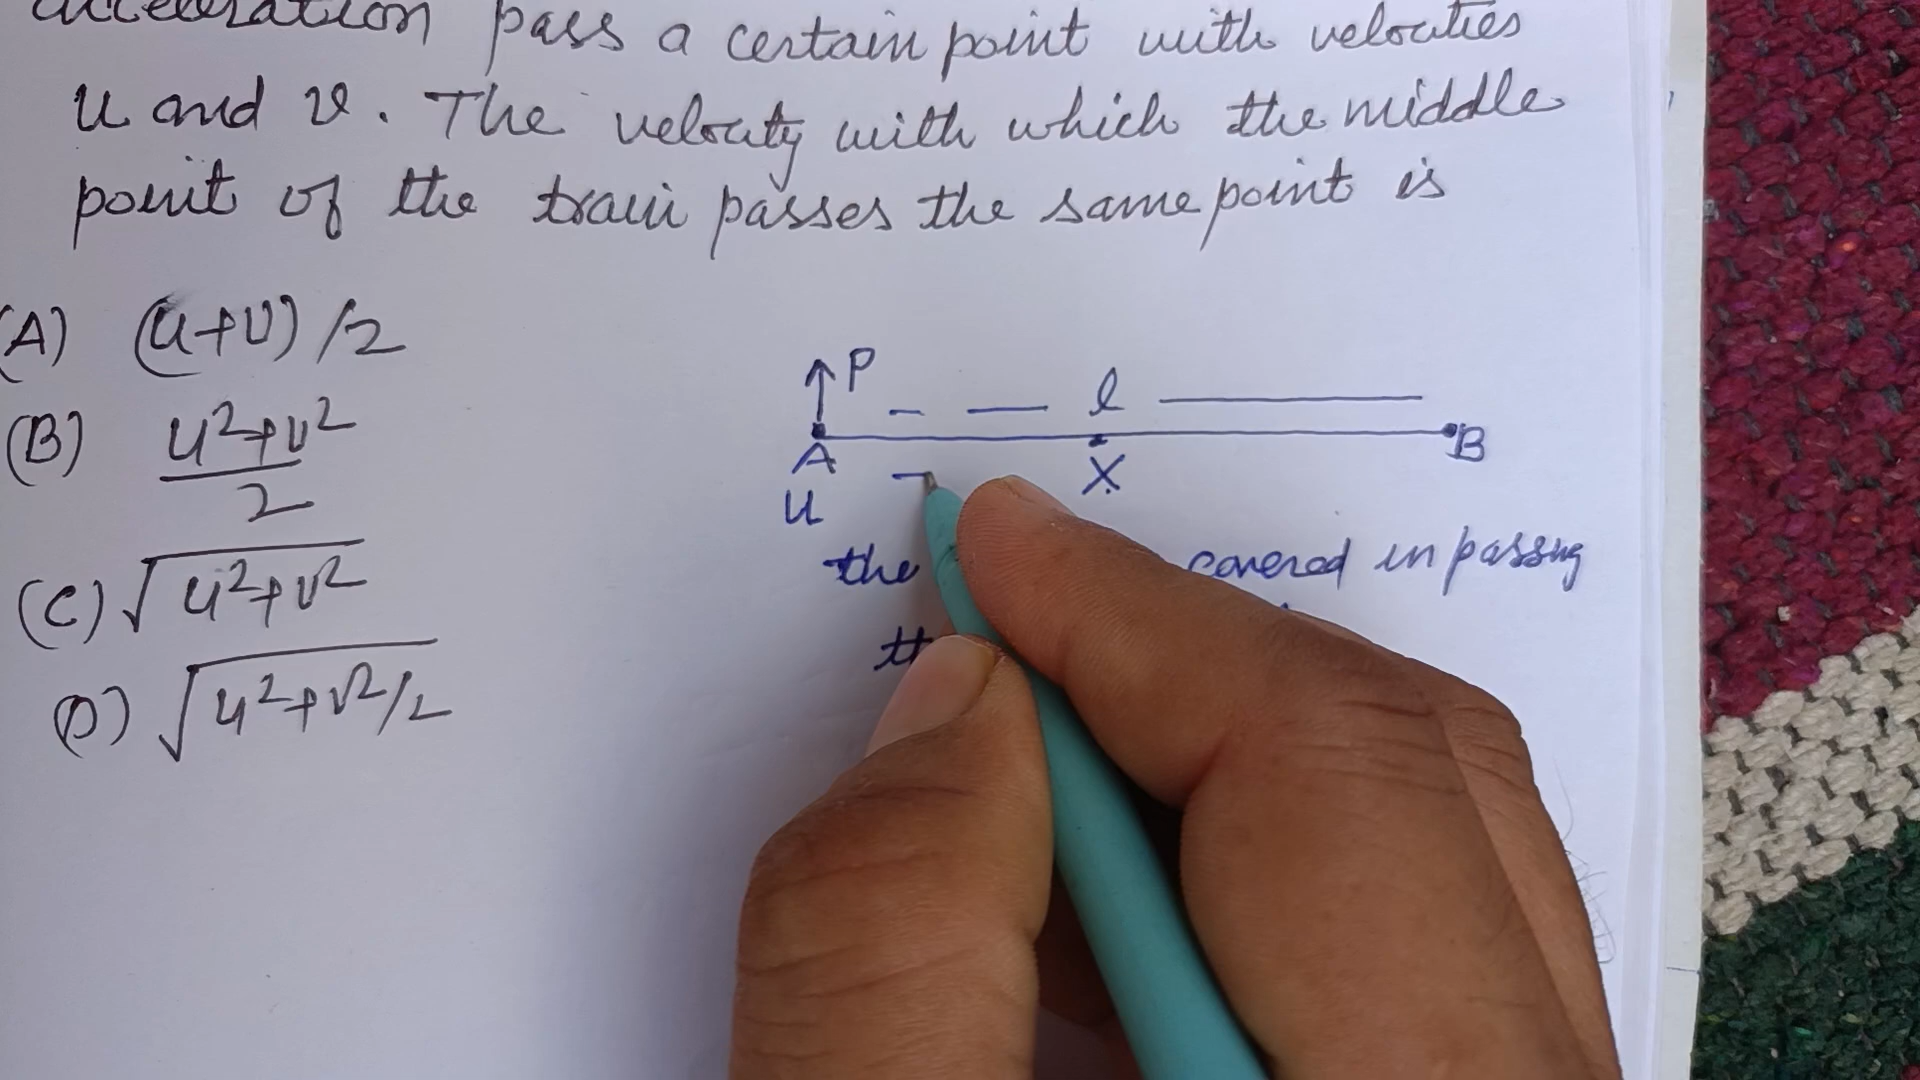 acceleration pass a certain point with velocities
u and v. The velocity with which the middle
point of the train passes the same point is
(A) (u+v)/2
(B) u²+v²
2
(C) √u²+v²
(D) √u²+v²/2
P
l
A
X
B
u
the covered in passing